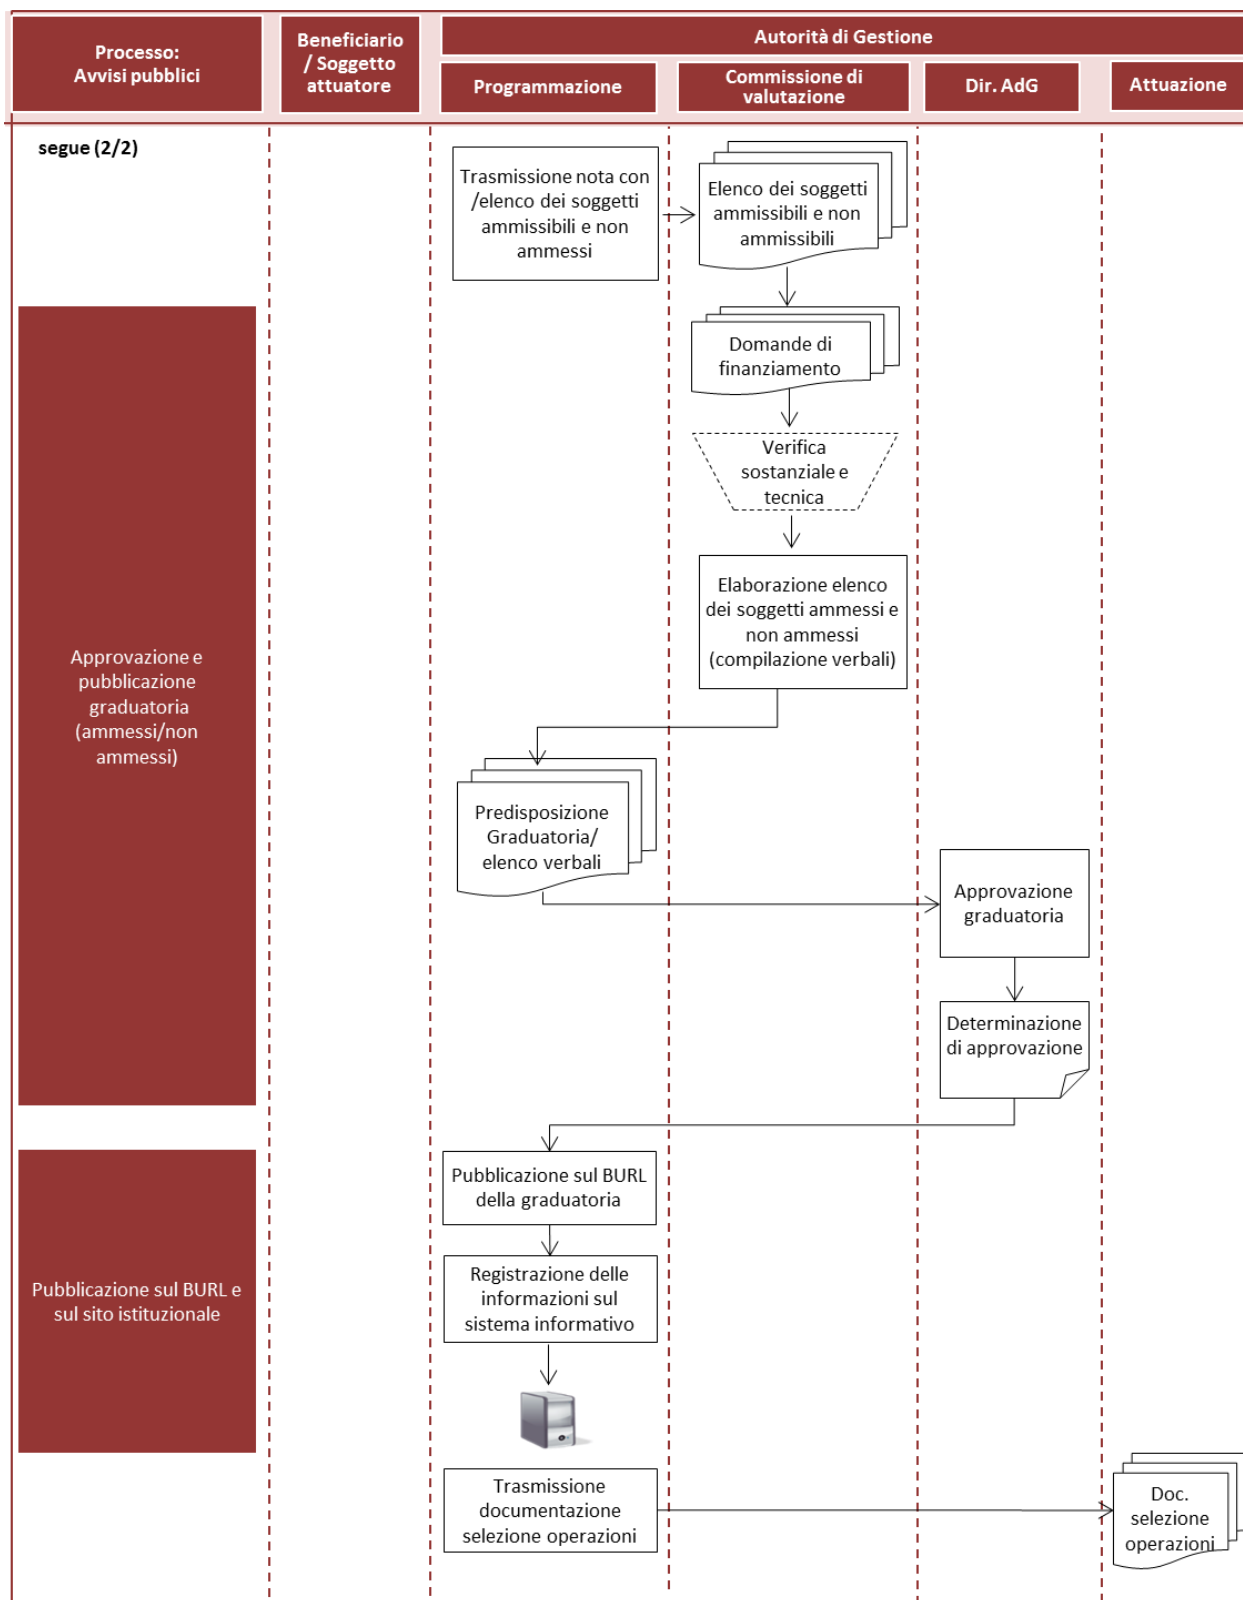 Processo:
Avvisi pubblici
Beneficiario
/ Soggetto
attuatore
Autorità di Gestione
Programmazione
Commissione di
valutazione
Dir. AdG
Attuazione
segue (2/2)
Trasmissione nota con
/elenco dei soggetti
ammissibili e non
ammessi
Elenco dei soggetti
ammissibili e non
ammissibili
Domande di
finanziamento
Verifica
sostanziale e
tecnica
Elaborazione elenco
dei soggetti ammessi e
non ammessi
(compilazione verbali)
Approvazione e
pubblicazione
graduatoria
(ammessi/non
ammessi)
Predisposizione
Graduatoria/
elenco verbali
Approvazione
graduatoria
Determinazione
di approvazione
Pubblicazione sul BURL
della graduatoria
Registrazione delle
informazioni sul
sistema informativo
Pubblicazione sul BURL e
sul sito istituzionale
Trasmissione
documentazione
selezione operazioni
Doc.
selezione
operazioni